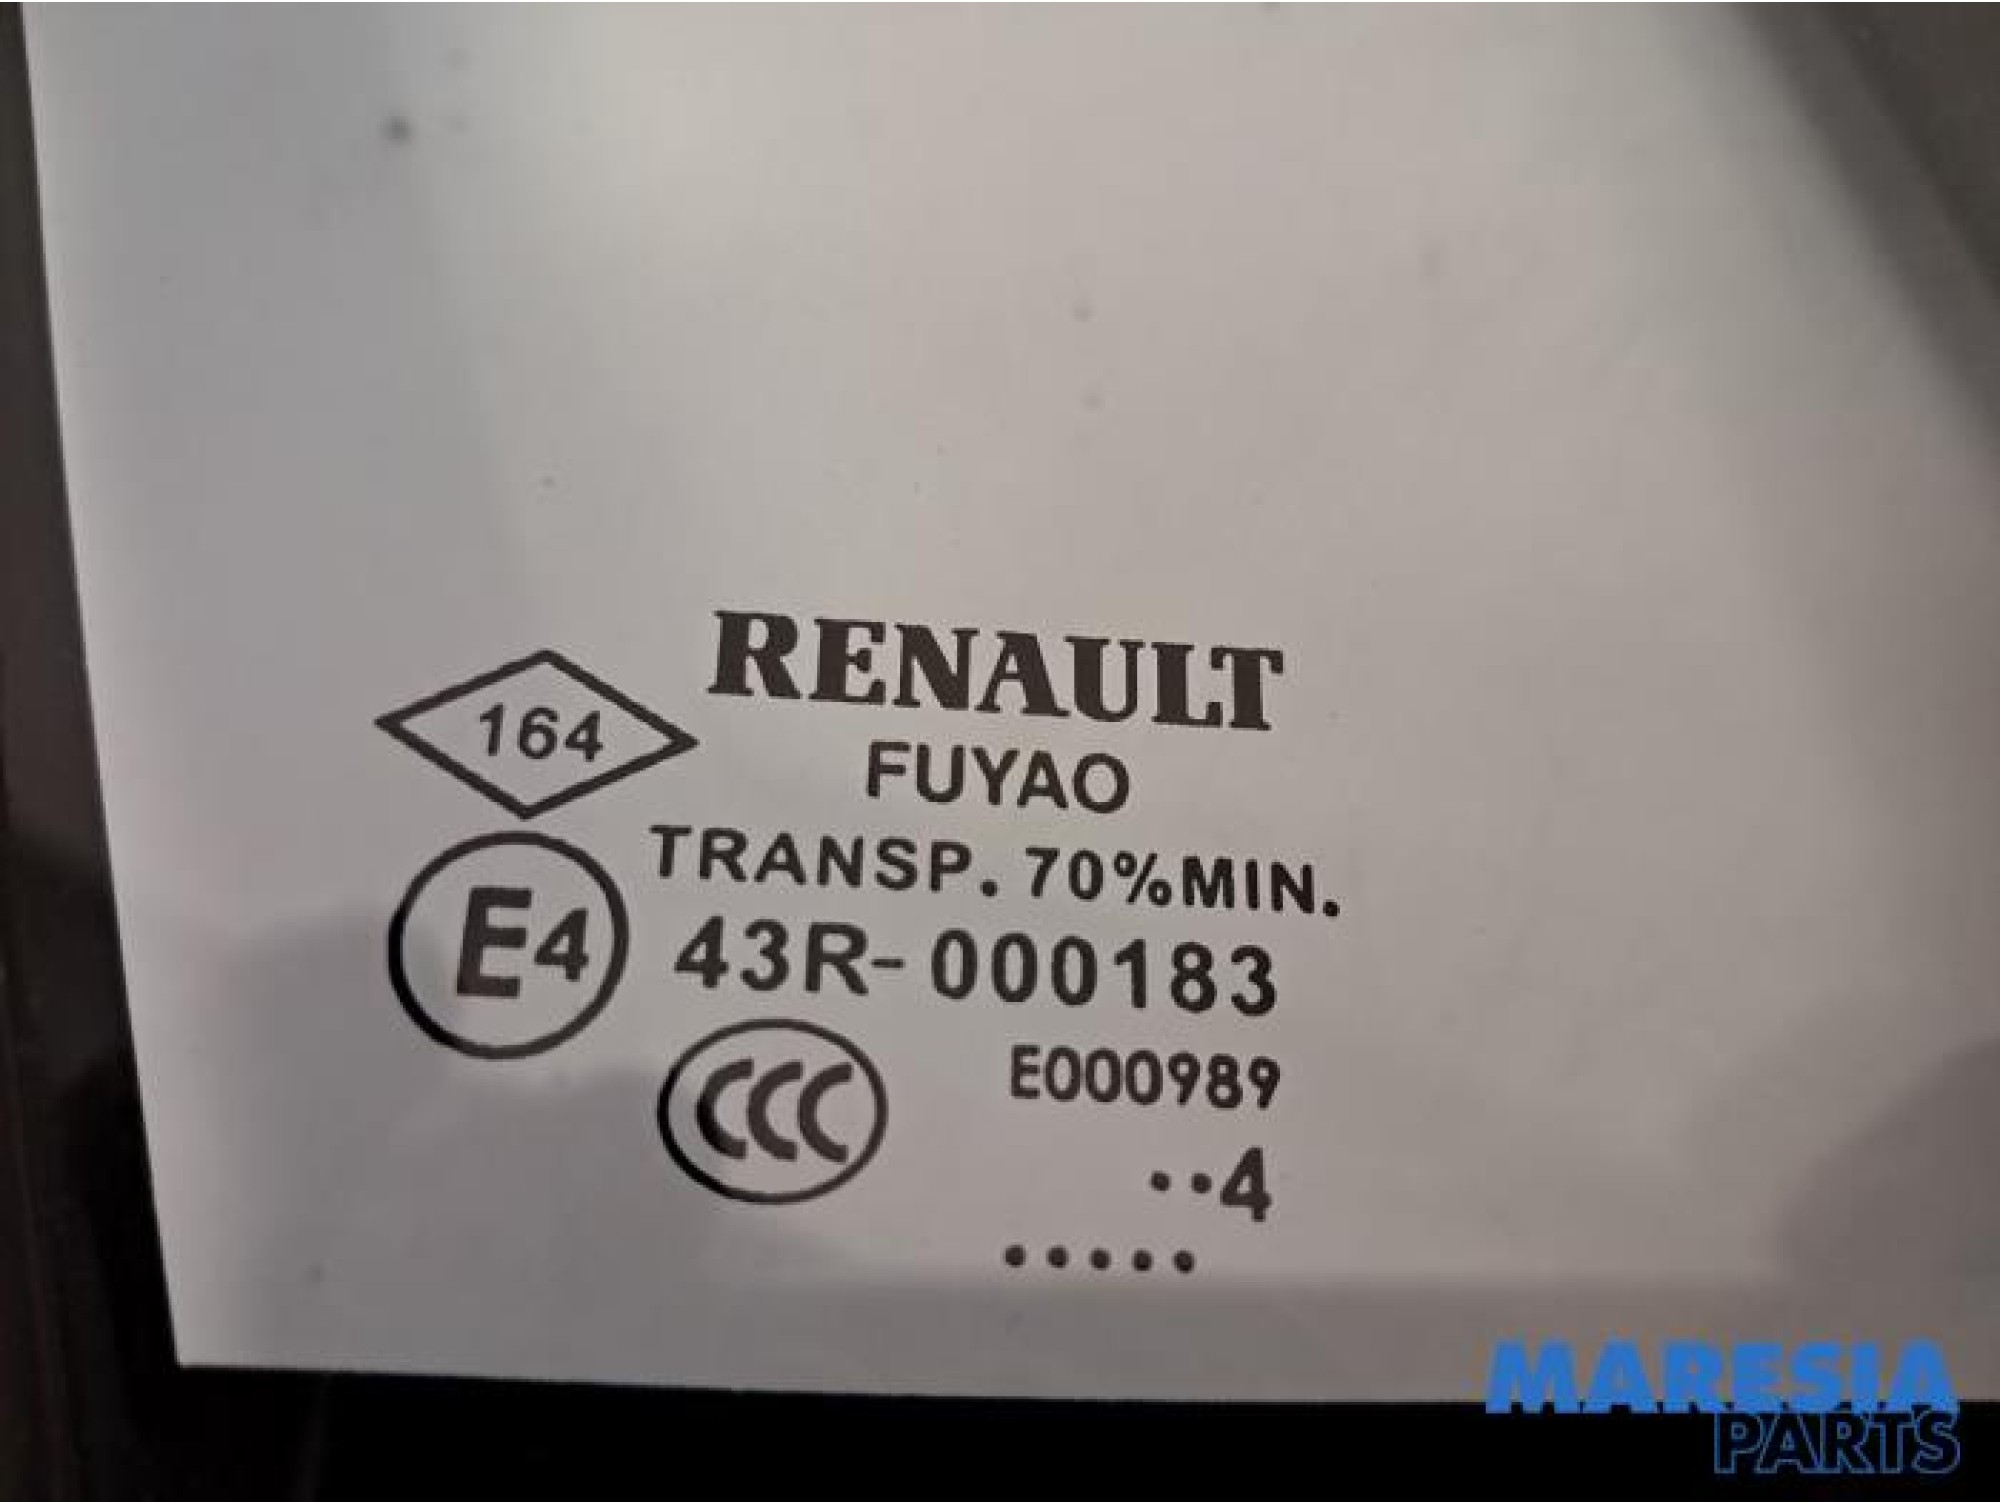 RENAULT
164
FUYAO
TRANSP. 70%MIN.
E4
43R-000183
CCC
E000989
..4
.....
MARESIA
PARTS